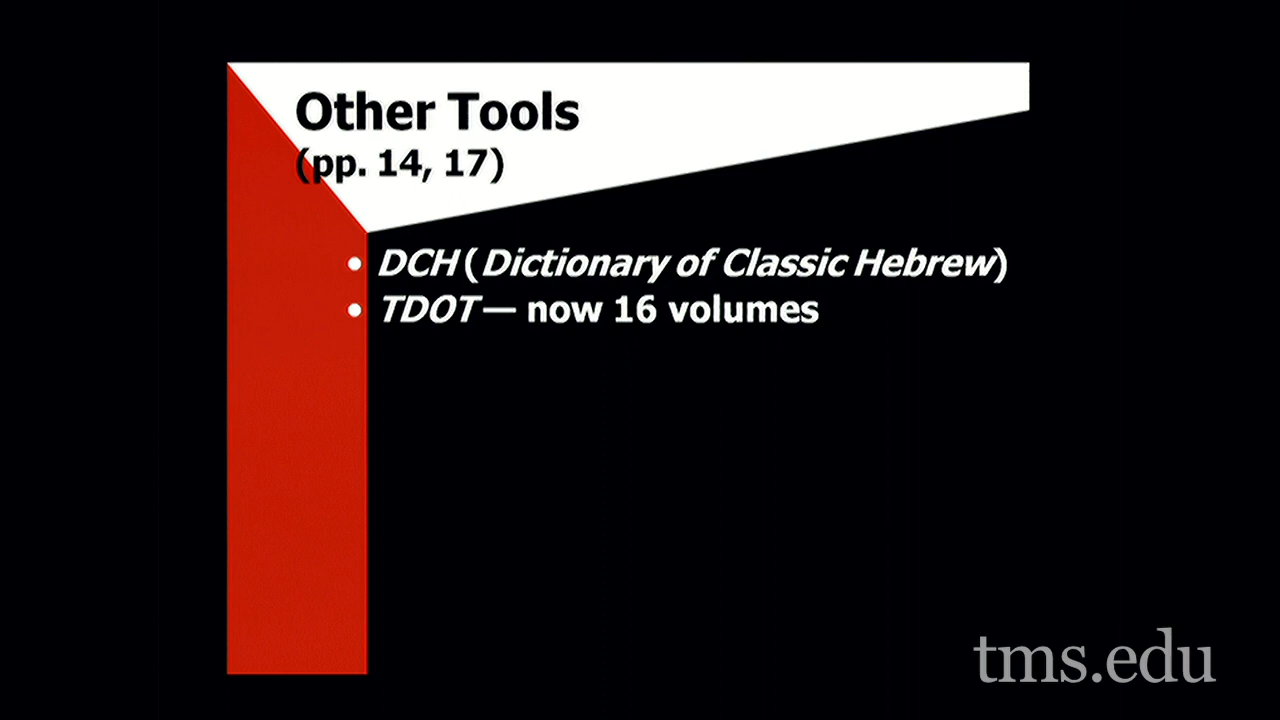 Other Tools
(pp. 14, 17)
• DCH (Dictionary of Classic Hebrew)
• TDOT — now 16 volumes
tms.edu